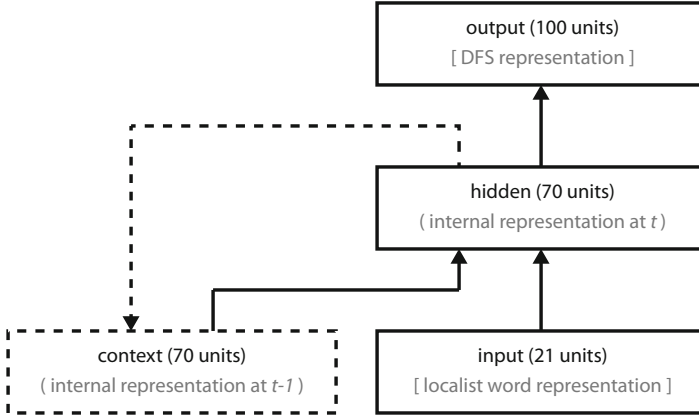 output (100 units)
[ DFS representation ]
hidden (70 units)
( internal representation at t )
context (70 units)
( internal representation at t-1 )
input (21 units)
[ localist word representation ]